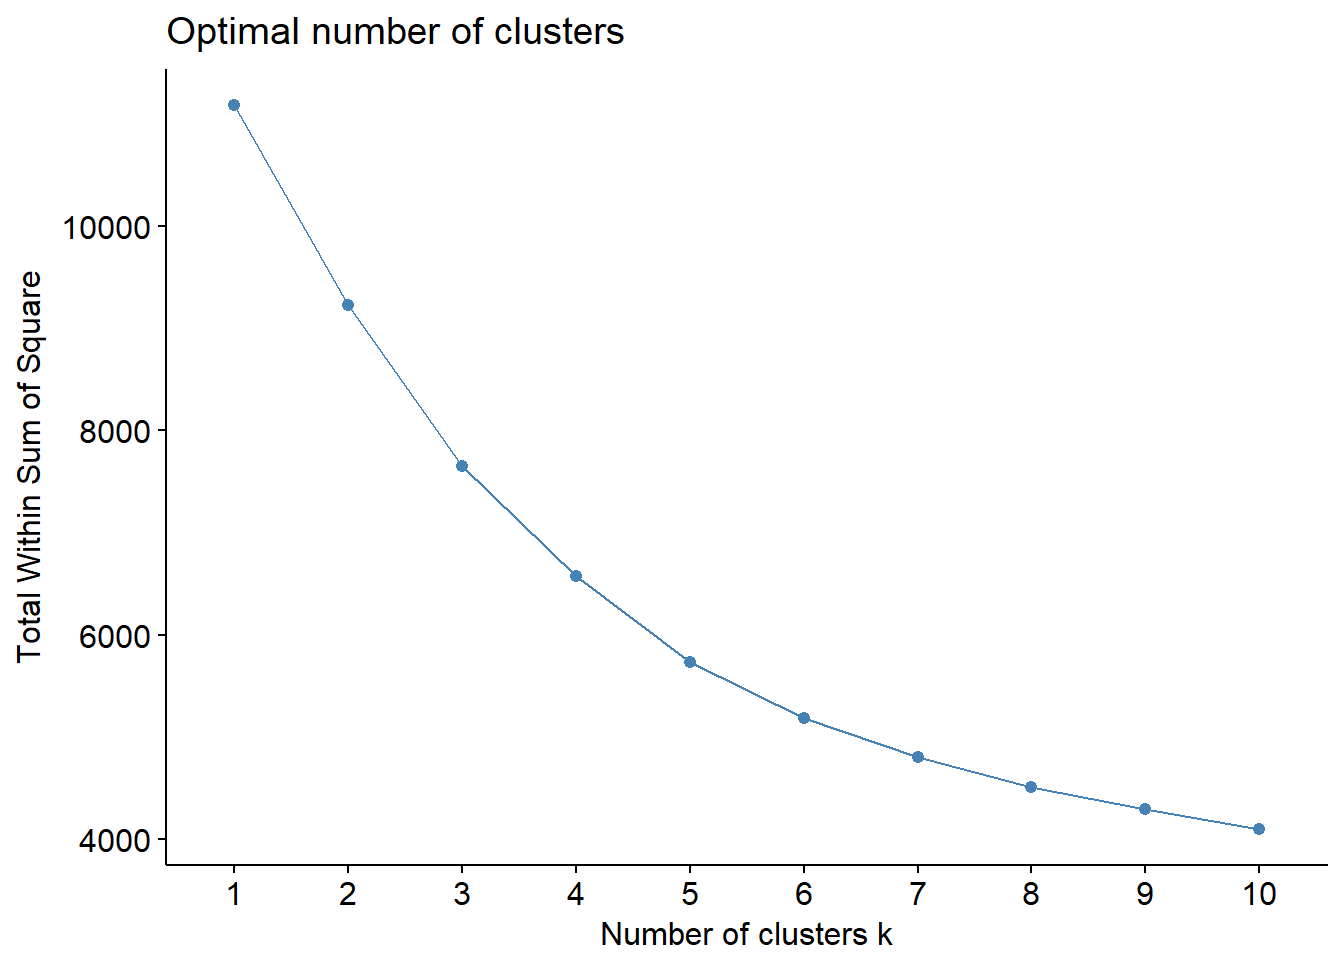 Optimal number of clusters
Total Within Sum of Square
10000
8000
6000
4000
1 2 3 4 5 6 7 8 9 10
Number of clusters k